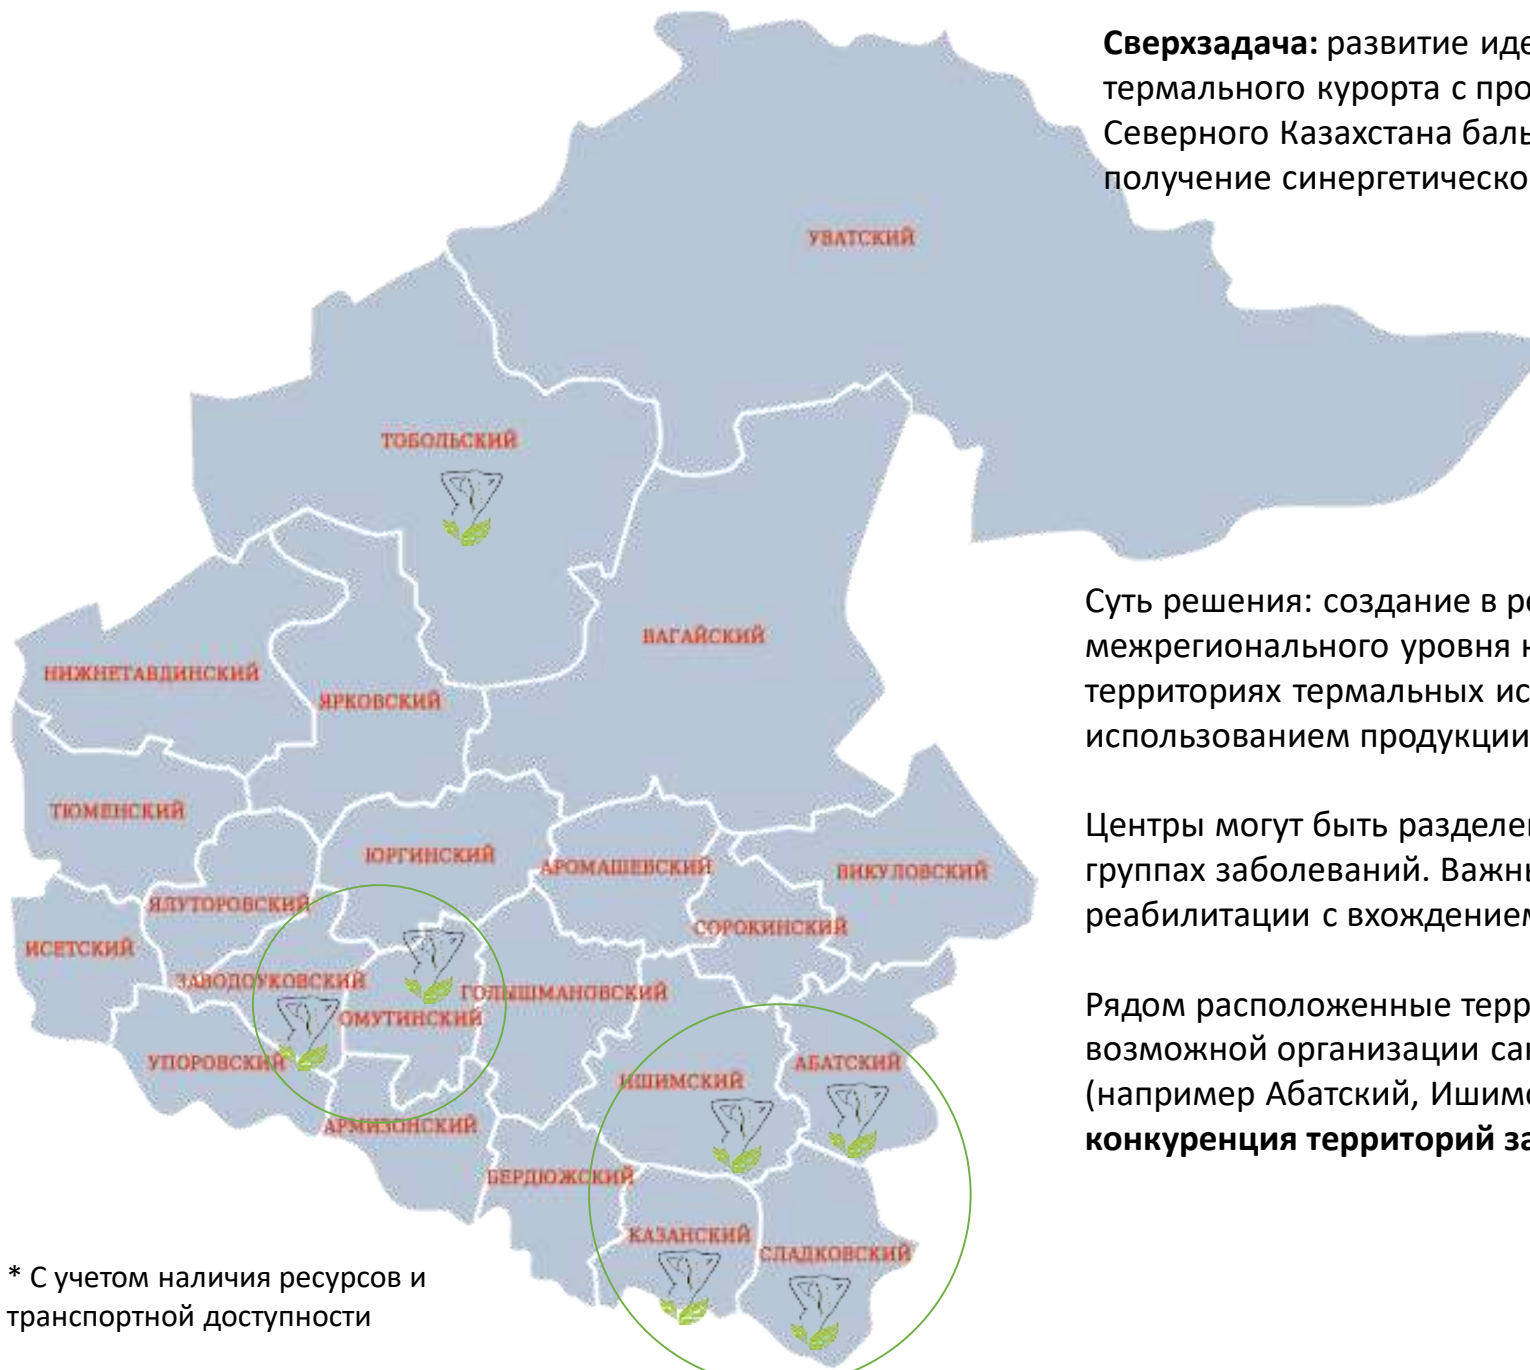 Сверхзадача: развитие иде
термального курорта с про
Северного Казахстана баль
получение синергетическо
УВАТСКИЙ
ТОБОЛЬСКИЙ
ВАГАЙСКИЙ
НИЖНЕТАВДИНСКИЙ
ЯРКОВСКИЙ
ТЮМЕНСКИЙ
ЮРГИНСКИЙ
АРОМАШЕВСКИЙ
ВИКУЛОВСКИЙ
ЯЛУТОРОВСКИЙ
СОРОКИНСКИЙ
ИСЕТСКИЙ
ЗАВОДОУКОВСКИЙ
ГОЛЫШМАНОВСКИЙ
ОМУТИНСКИЙ
УПОРОВСКИЙ
АБАТСКИЙ
ИШИМСКИЙ
АРМИЗОНСКИЙ
БЕРДЮЖСКИЙ
КАЗАНСКИЙ
СЛАДКОВСКИЙ
Суть решения: создание в ре
межрегионального уровня н
территориях термальных ис
использованием продукции
Центры могут быть разделен
группах заболеваний. Важны
реабилитации с вхождением
Рядом расположенные терр
возможной организации сан
(например Абатский, Ишимс
конкуренция территорий за
* С учетом наличия ресурсов и
транспортной доступности